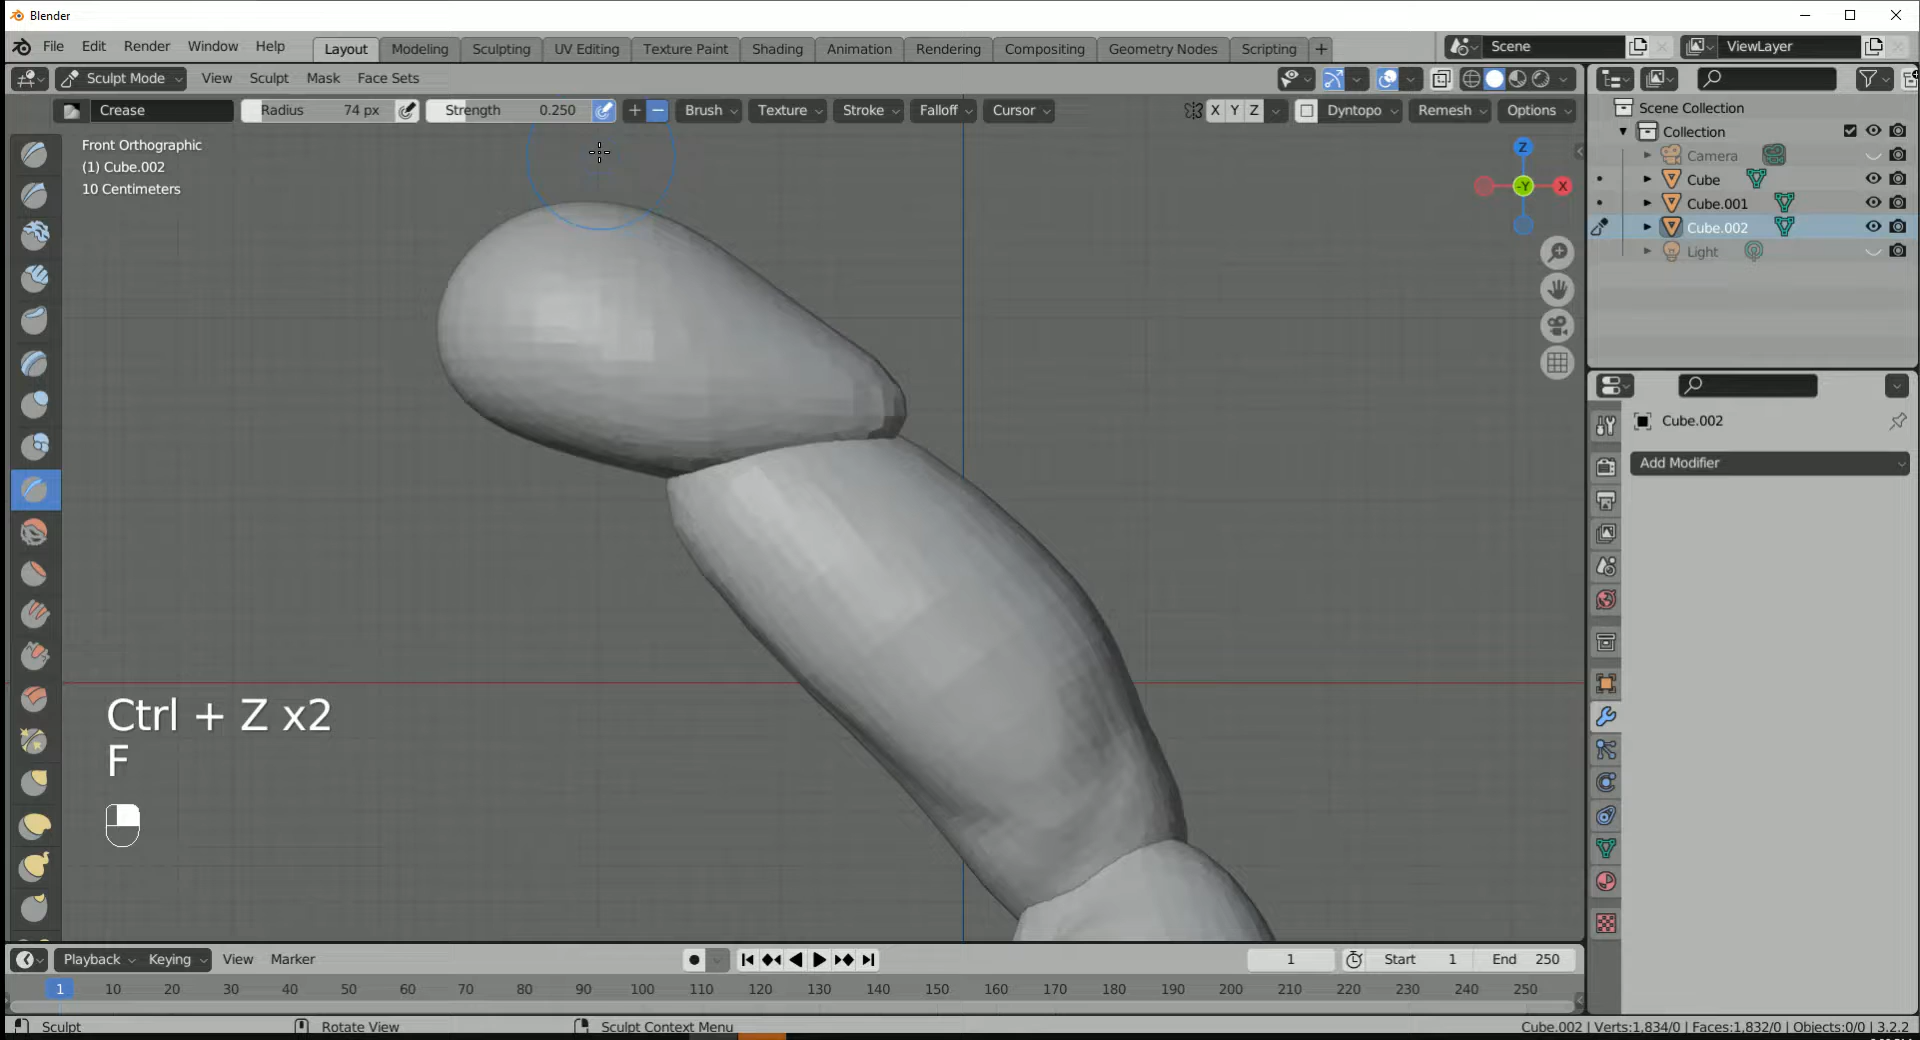 Blender
File Edit Render Window Help Layout Modeling Sculpting UV Editing Texture Paint Shading Animation Rendering Compositing Geometry Nodes Scripting + Scene ViewLayer
Sculpt Mode View Sculpt Mask Face Sets
Crease Radius 74 px Strength 0.250 Brush Texture Stroke Falloff Cursor X Y Z Dyntopo Remesh Options
Front Orthographic
(1) Cube.002
10 Centimeters
Z
-Y
X
Scene Collection
Collection
Camera
Cube
Cube.001
Cube.002
Light
Cube.002
Add Modifier
Ctrl + Z x2
F
Playback Keying View Marker 1 Start 1 End 250
1 10 20 30 40 50 60 70 80 90 100 110 120 130 140 150 160 170 180 190 200 210 220 230 240 250
Sculpt Rotate View Sculpt Context Menu Cube.002 | Verts:1,834/0 | Faces:1,832/0 | Objects:0/0 | 3.2.2